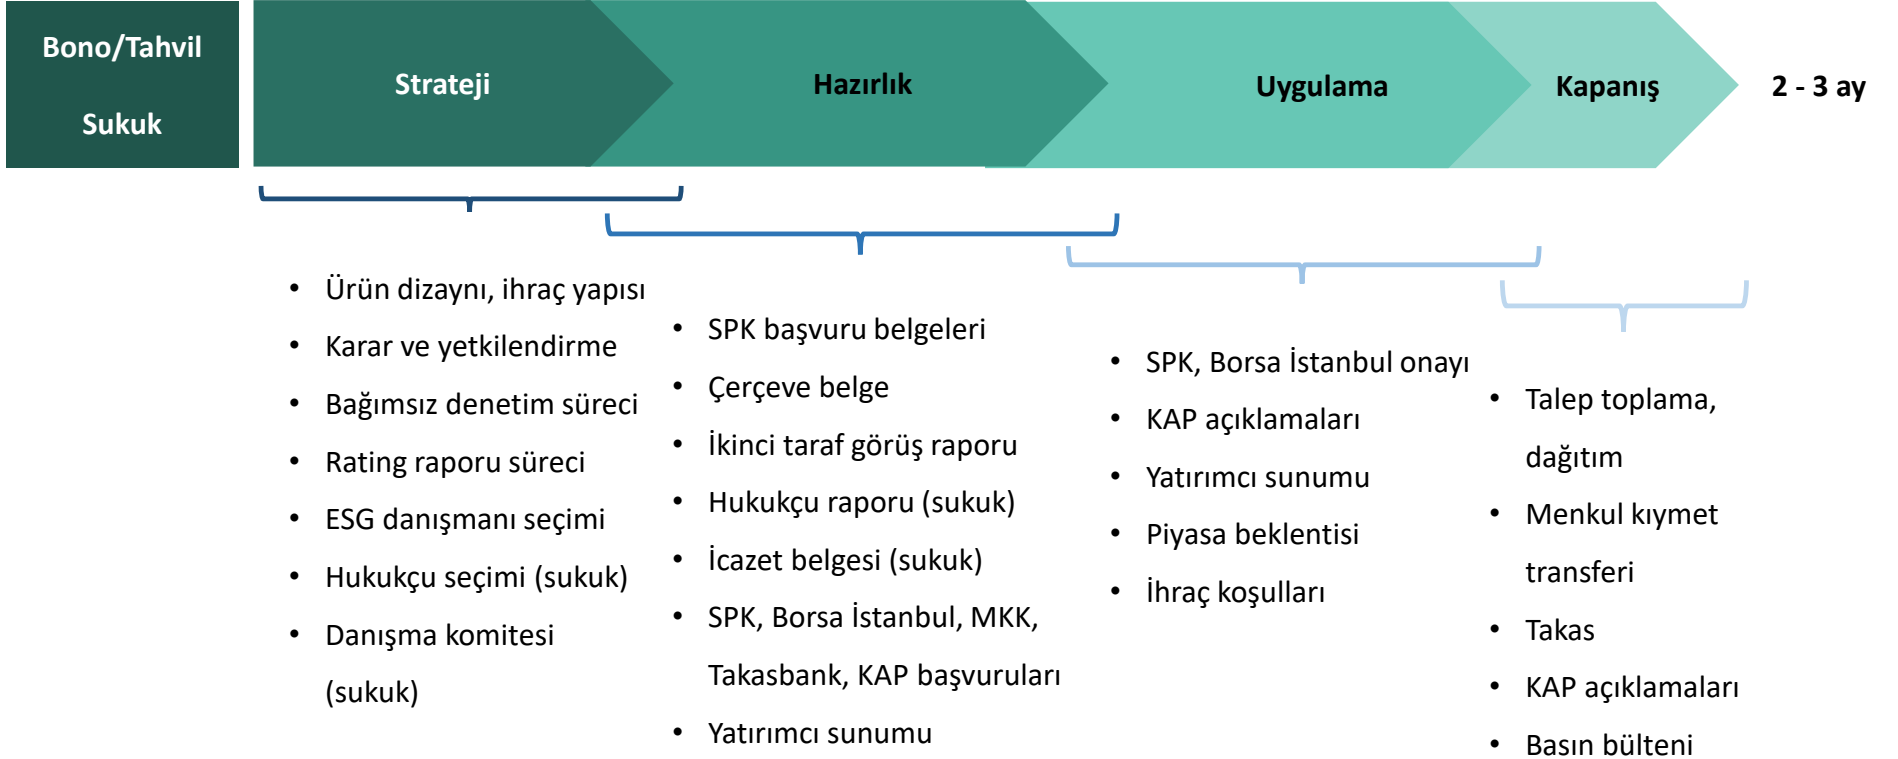 Bono/Tahvil
Sukuk
Strateji
Hazırlık
Uygulama
Kapanış
2 - 3 ay
• Ürün dizaynı, ihraç yapısı
• Karar ve yetkilendirme
• Bağımsız denetim süreci
• Rating raporu süreci
• ESG danışmanı seçimi
• Hukukçu seçimi (sukuk)
• Danışma komitesi
(sukuk)
• SPK başvuru belgeleri
• Çerçeve belge
• İkinci taraf görüş raporu
• Hukukçu raporu (sukuk)
• İcazet belgesi (sukuk)
• SPK, Borsa İstanbul, MKK,
Takasbank, KAP başvuruları
• Yatırımcı sunumu
• SPK, Borsa İstanbul onayı
• KAP açıklamaları
• Yatırımcı sunumu
• Piyasa beklentisi
• İhraç koşulları
• Talep toplama,
dağıtım
• Menkul kıymet
transferi
• Takas
• KAP açıklamaları
• Basın bülteni